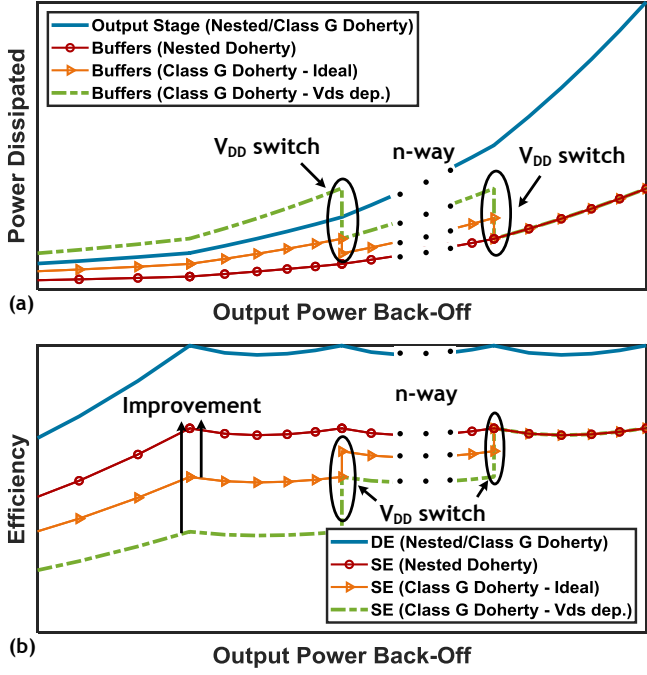 Output Stage (Nested/Class G Doherty)
Buffers (Nested Doherty)
Buffers (Class G Doherty - Ideal)
Buffers (Class G Doherty - Vds dep.)
Power Dissipated
VDD switch
n-way
VDD switch
(a)
Output Power Back-Off
Improvement
n-way
Efficiency
VDD switch
DE (Nested/Class G Doherty)
SE (Nested Doherty)
SE (Class G Doherty - Ideal)
SE (Class G Doherty - Vds dep.)
(b)
Output Power Back-Off